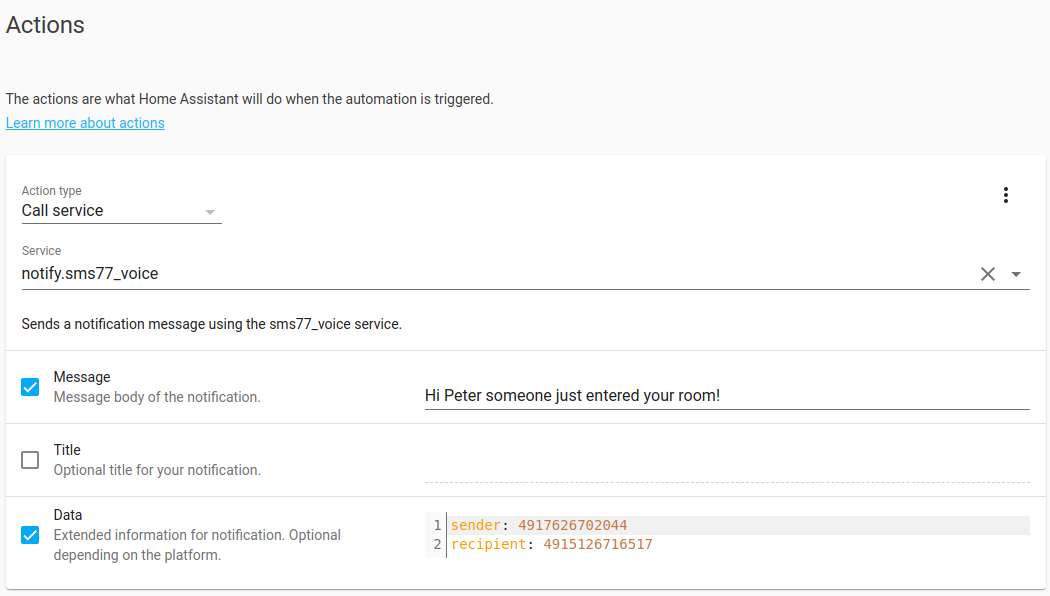 Actions
The actions are what Home Assistant will do when the automation is triggered.
Learn more about actions
Action type
Call service
Service
notify.sms77_voice
Sends a notification message using the sms77_voice service.
Message
Message body of the notification.
Hi Peter someone just entered your room!
Title
Optional title for your notification.
Data
Extended information for notification. Optional
depending on the platform.
1 sender: 4917626702044
2 recipient: 4915126716517